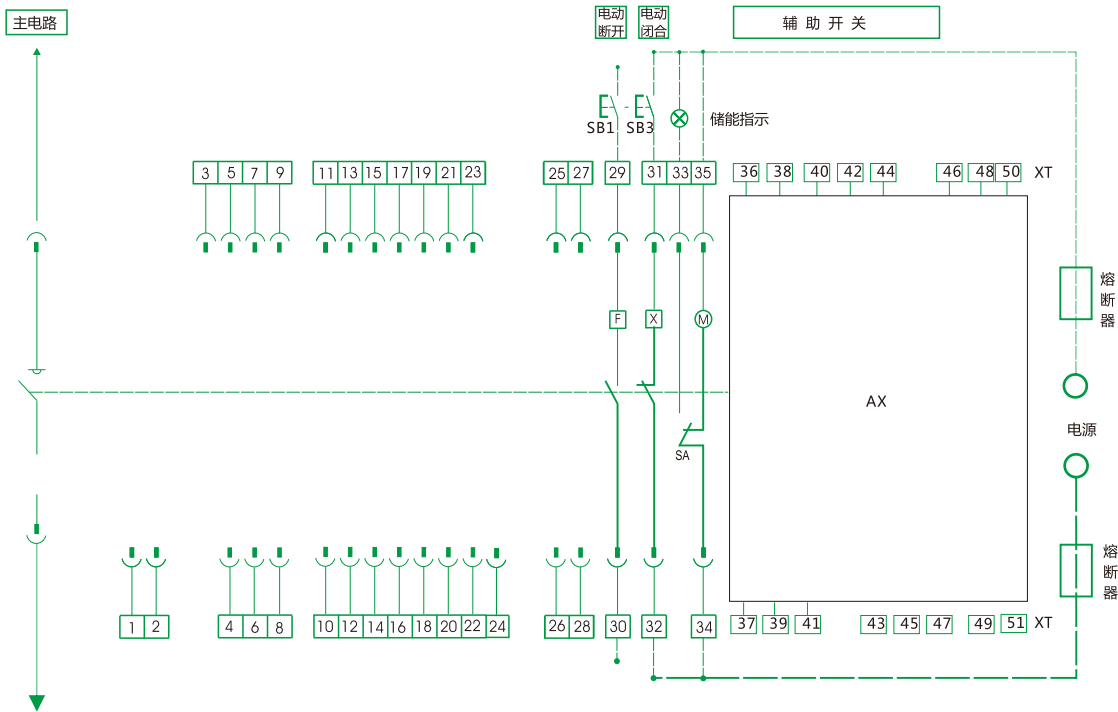 主电路
电动
断开
电动
闭合
辅助开关
SB1
SB3
储能指示
3 5 7 9
11 13 15 17 19 21 23
25 27
29
31 33 35
36 38 40 42 44 46 48 50 XT
F
X
M
熔
断
器
AX
电源
SA
熔
断
器
1 2
4 6 8
10 12 14 16 18 20 22 24
26 28
30
32
34
37 39 41 43 45 47 49 51 XT